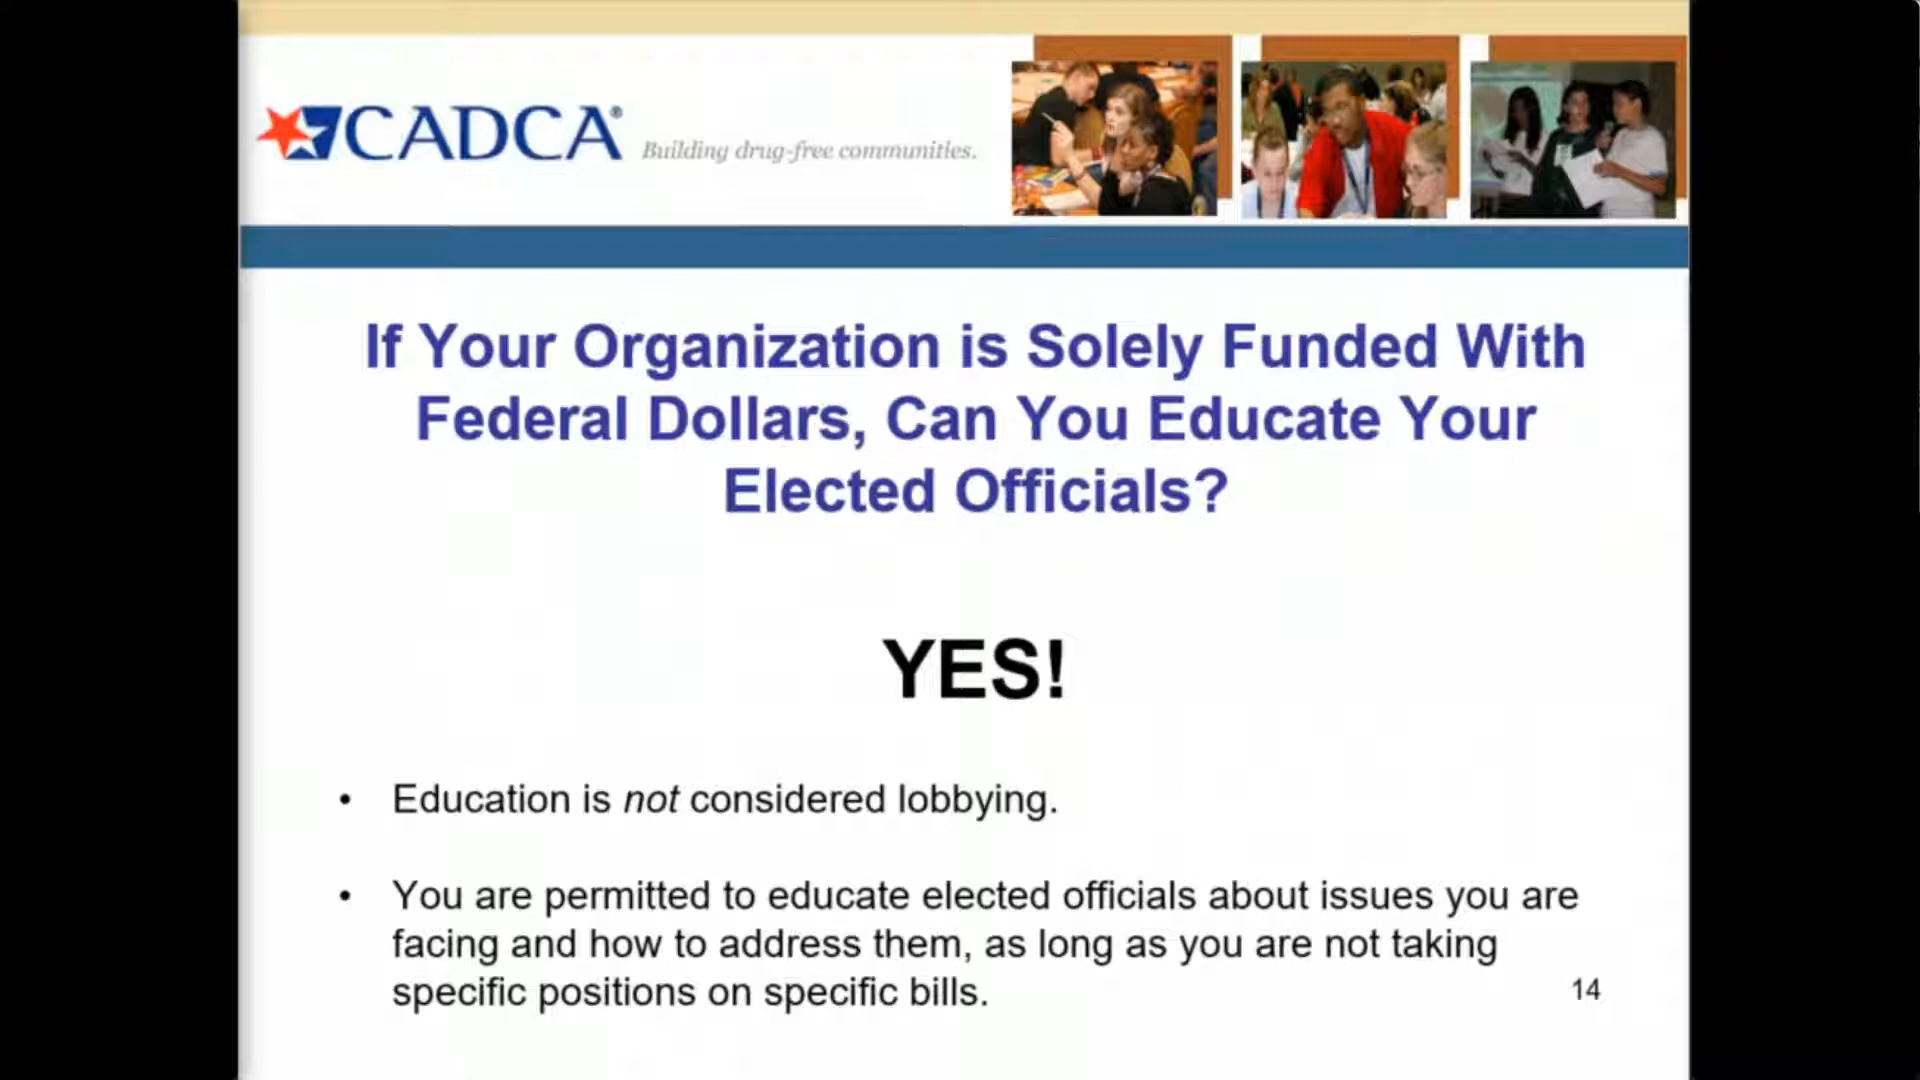 CADCA®
Building drug-free communities.
If Your Organization is Solely Funded With
Federal Dollars, Can You Educate Your
Elected Officials?
YES!
• Education is not considered lobbying.
• You are permitted to educate elected officials about issues you are
facing and how to address them, as long as you are not taking
specific positions on specific bills.
14